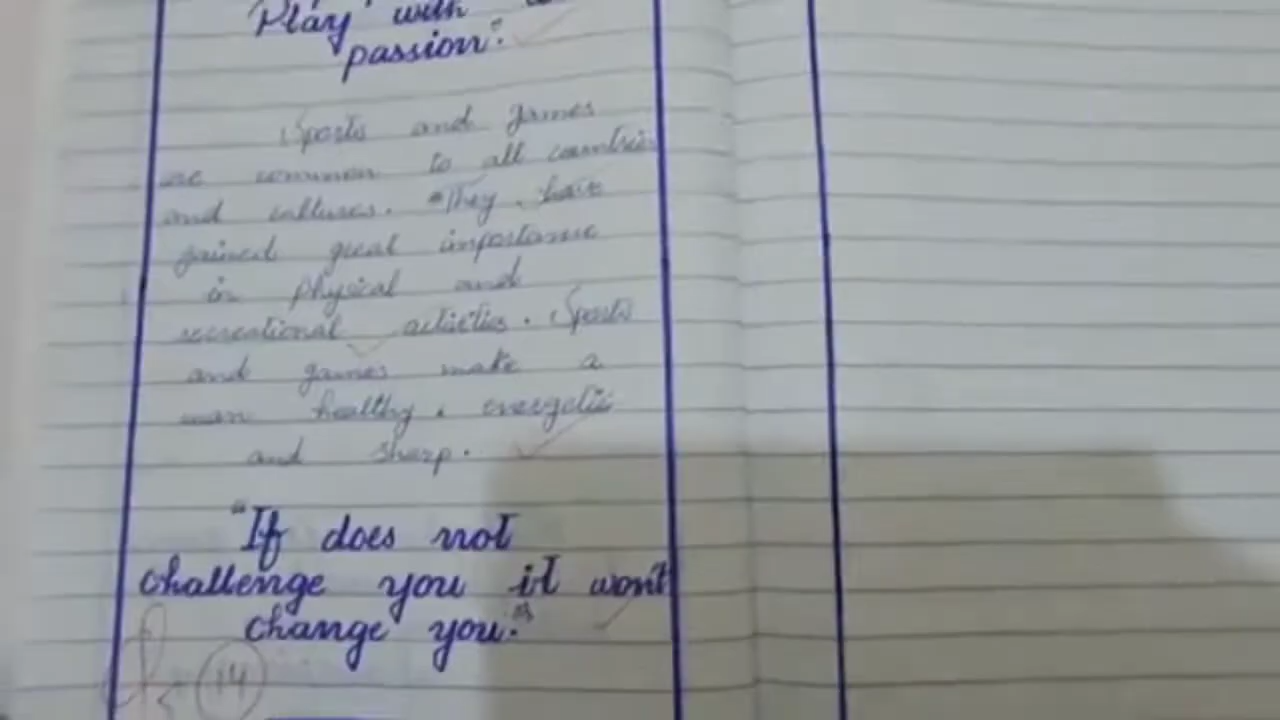 Play with
passion."
Sports and games
are common to all countries
and cultures. They have
gained great importance
in physical and
recreational activities. Sports
and games make a
man healthy, energetic
and sharp.
"If does not
challenge you it won't
change you."
14